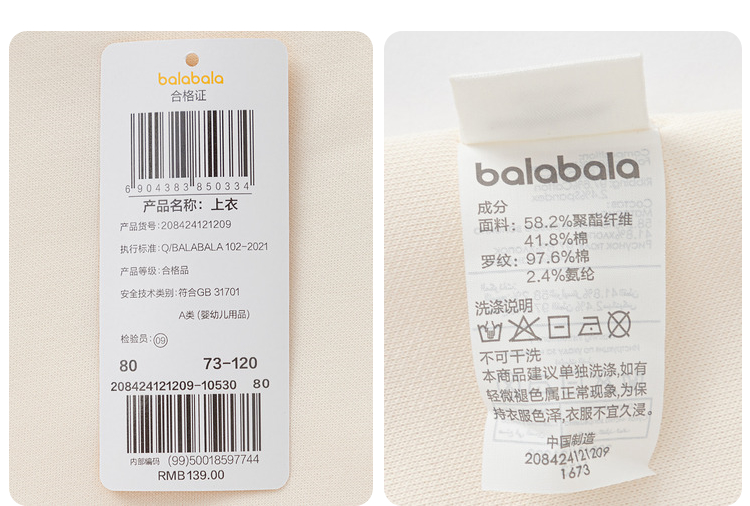 balabala
合格证
6 904383 850334
产品名称：上衣
产品货号:208424121209
执行标准:Q/BALABALA 102-2021
产品等级:合格品
安全技术类别:符合GB 31701
A类 (婴幼儿用品)
检验员:09
80 73-120
208424121209-10530 80
内部编码 (99)50018597744
RMB139.00
balabala
成分
面料: 58.2%聚酯纤维
41.8%棉
罗纹: 97.6%棉
2.4%氨纶
洗涤说明
不可干洗
本商品建议单独洗涤,如有
轻微褪色属正常现象,为保
持衣服色泽,衣服不宜久浸。
中国制造
208424121209
1673